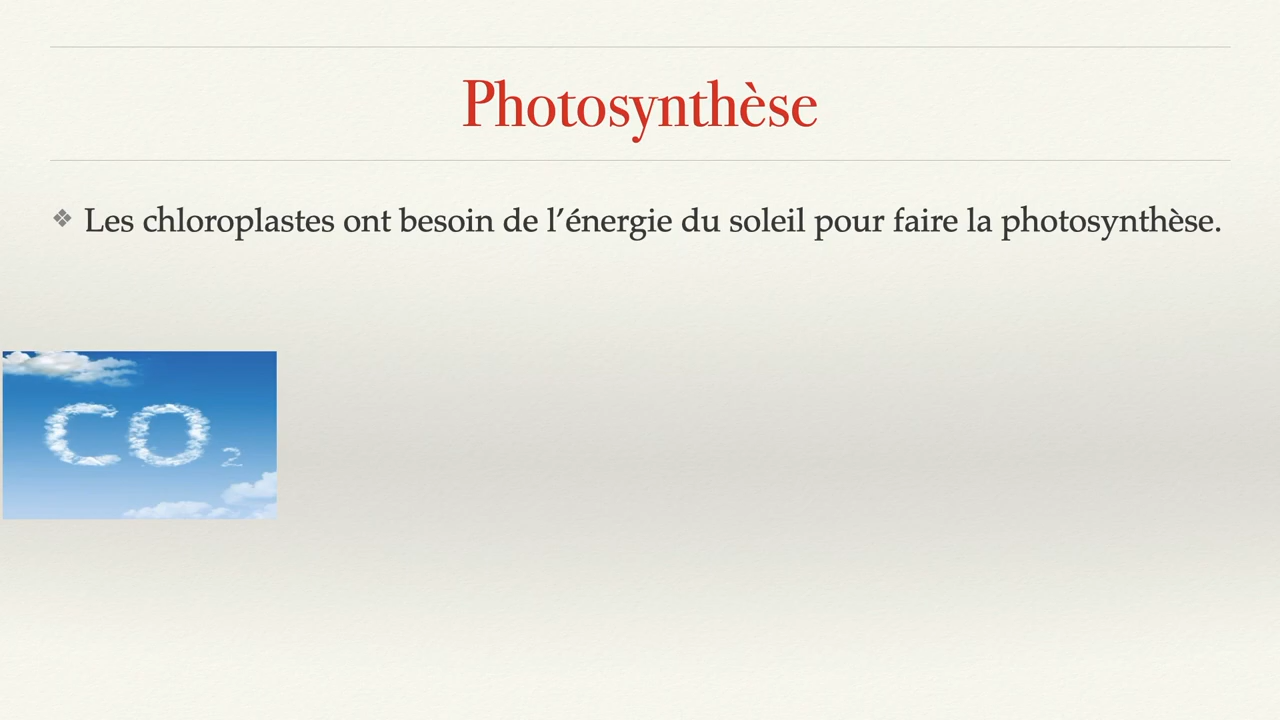 Photosynthèse
❖ Les chloroplastes ont besoin de l’énergie du soleil pour faire la photosynthèse.
CO₂